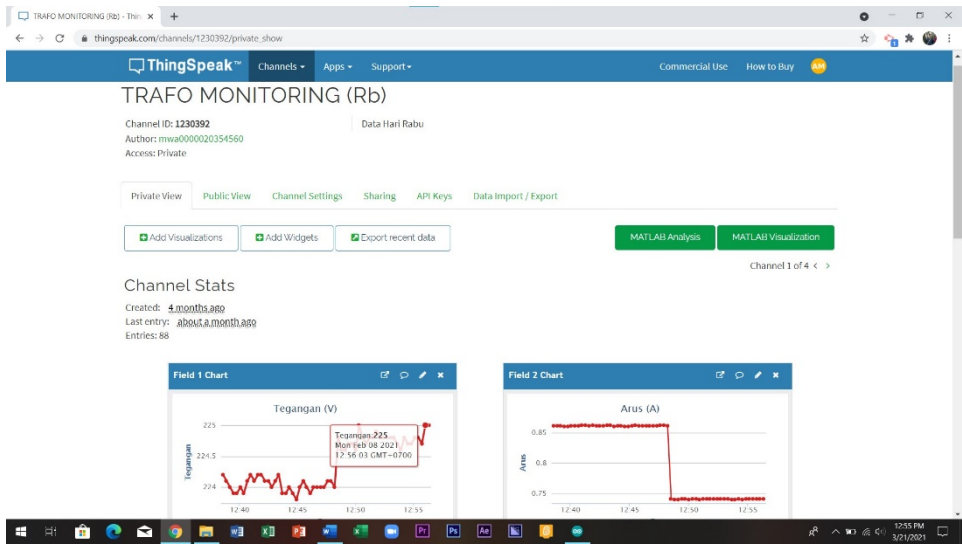 TRAFO MONITORING (Rb) - Thin
thingspeak.com/channels/1230392/private_show
ThingSpeak™ Channels Apps Support Commercial Use How to Buy AM
TRAFO MONITORING (Rb)
Channel ID: 1230392 Data Hari Rabu
Author: mwa0000020354560
Access: Private
Private View Public View Channel Settings Sharing API Keys Data Import / Export
Add Visualizations Add Widgets Export recent data MATLAB Analysis MATLAB Visualization
Channel 1 of 4 < >
Channel Stats
Created: 4 months ago
Last entry: about a month ago
Entries: 88
Field 1 Chart
Tegangan (V)
Tegangan
225
224.5
224
Tegangan:225
Mon Feb 08 2021
12:56:03 GMT-0700
12:40 12:45 12:50 12:55
Field 2 Chart
Arus (A)
Arus
0.85
0.8
0.75
12:40 12:45 12:50 12:55
12:55 PM
3/21/2021